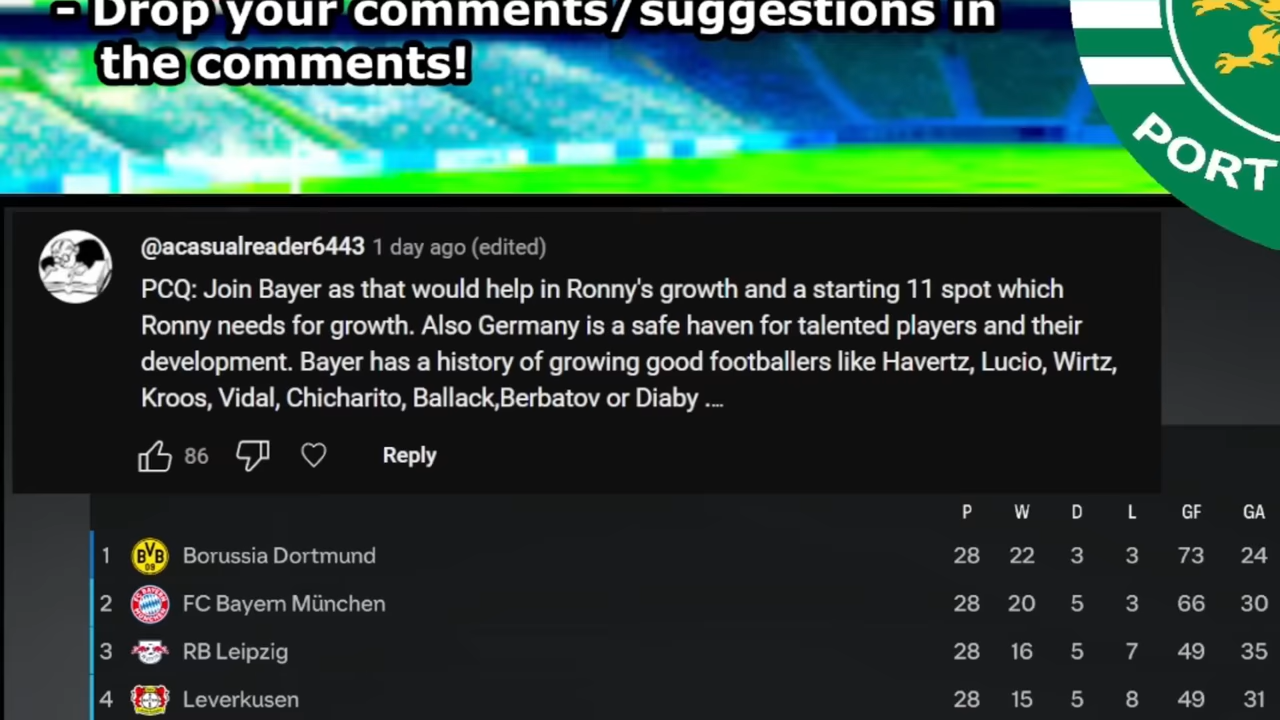 - Drop your comments/suggestions in
the comments!
PORT
@acasualreader6443 1 day ago (edited)
PCQ: Join Bayer as that would help in Ronny's growth and a starting 11 spot which
Ronny needs for growth. Also Germany is a safe haven for talented players and their
development. Bayer has a history of growing good footballers like Havertz, Lucio, Wirtz,
Kroos, Vidal, Chicharito, Ballack,Berbatov or Diaby ...
86 Reply
P W D L GF GA
1 BVB 09 Borussia Dortmund 28 22 3 3 73 24
2 FC Bayern München 28 20 5 3 66 30
3 RB Leipzig 28 16 5 7 49 35
4 Leverkusen 28 15 5 8 49 31